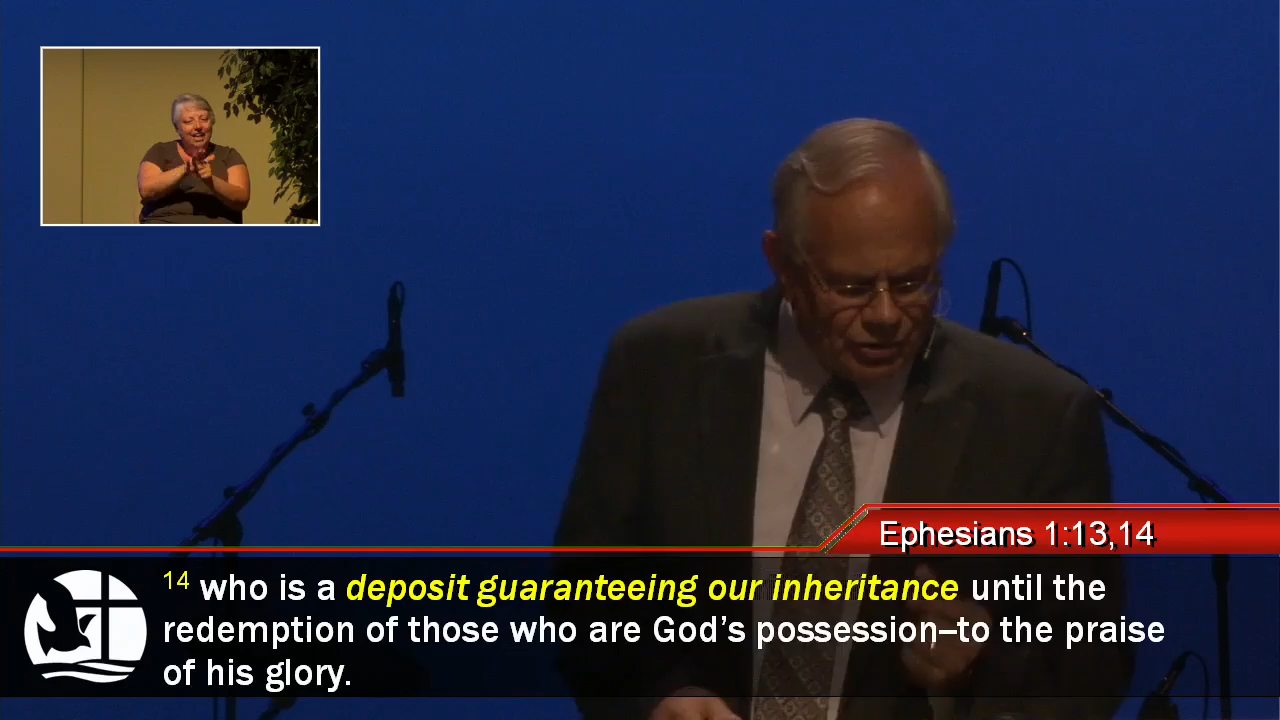 Ephesians 1:13,14
14 who is a deposit guaranteeing our inheritance until the
redemption of those who are God’s possession–to the praise
of his glory.